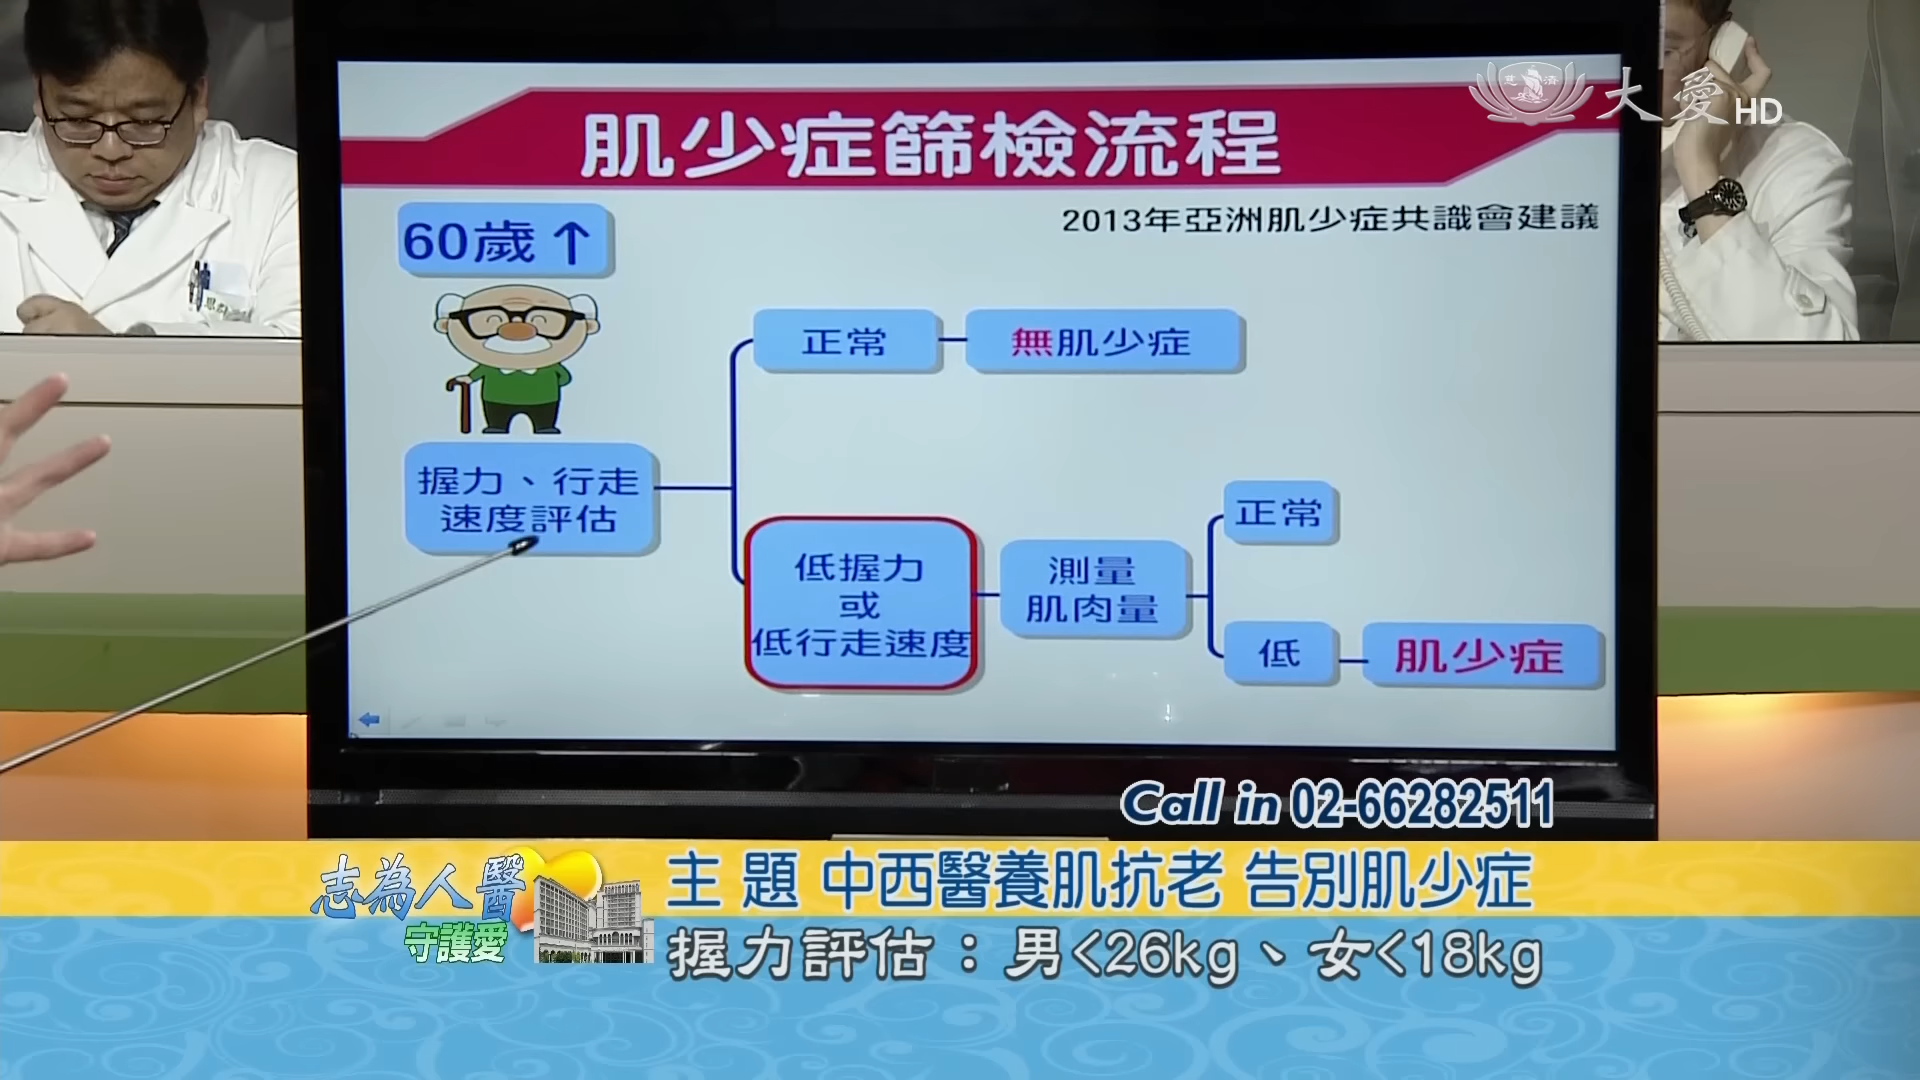 大愛HD
肌少症篩檢流程
2013年亞洲肌少症共識會建議
60歲↑
握力、行走
速度評估
正常
無肌少症
低握力
或
低行走速度
測量
肌肉量
正常
低
肌少症
Call in 02-66282511
志為人醫
守護愛
主題 中西醫養肌抗老 告別肌少症
握力評估：男<26kg、女<18kg